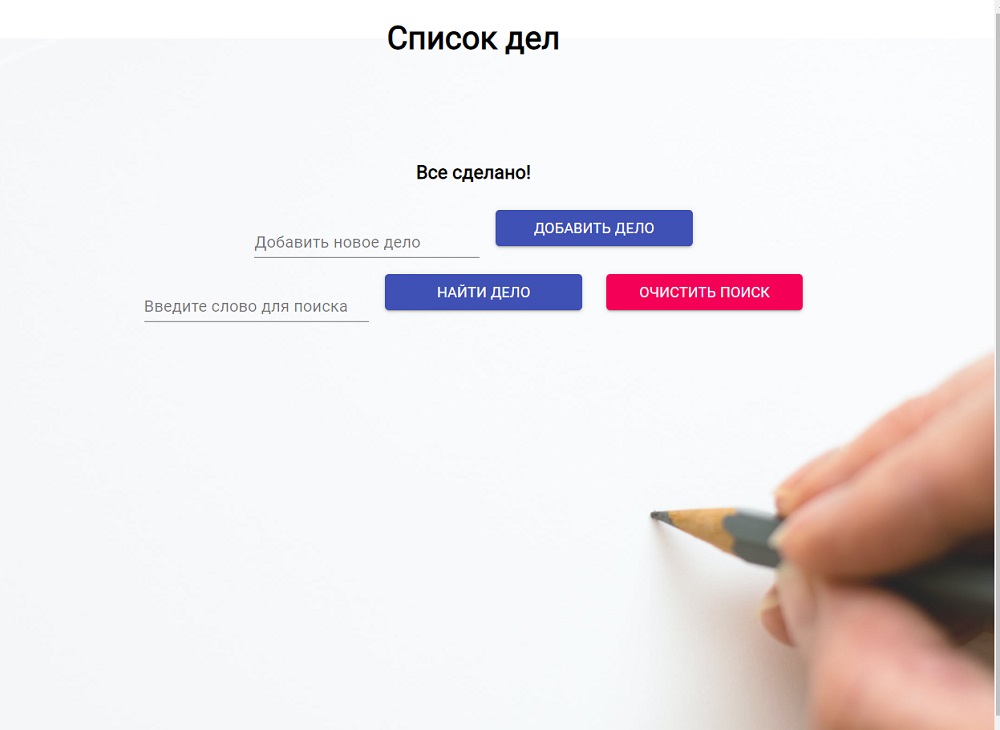 Список дел
Все сделано!
Добавить новое дело
ДОБАВИТЬ ДЕЛО
Введите слово для поиска
НАЙТИ ДЕЛО
ОЧИСТИТЬ ПОИСК